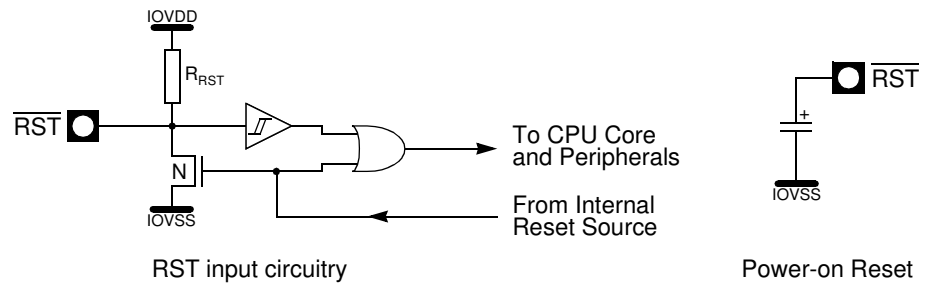 IOVDD
R_RST
RST
RST
To CPU Core
and Peripherals
N
+
IOVSS
IOVSS
From Internal
Reset Source
RST input circuitry
Power-on Reset